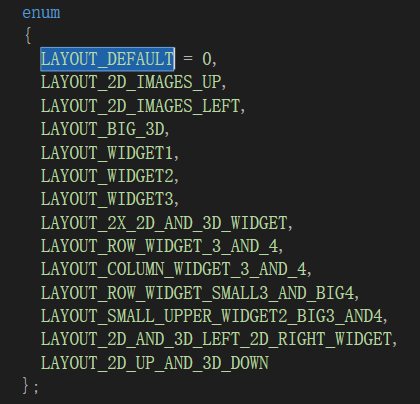 enum
{
LAYOUT_DEFAULT = 0,
LAYOUT_2D_IMAGES_UP,
LAYOUT_2D_IMAGES_LEFT,
LAYOUT_BIG_3D,
LAYOUT_WIDGET1,
LAYOUT_WIDGET2,
LAYOUT_WIDGET3,
LAYOUT_2X_2D_AND_3D_WIDGET,
LAYOUT_ROW_WIDGET_3_AND_4,
LAYOUT_COLUMN_WIDGET_3_AND_4,
LAYOUT_ROW_WIDGET_SMALL3_AND_BIG4,
LAYOUT_SMALL_UPPER_WIDGET2_BIG3_AND4,
LAYOUT_2D_AND_3D_LEFT_2D_RIGHT_WIDGET,
LAYOUT_2D_UP_AND_3D_DOWN
};